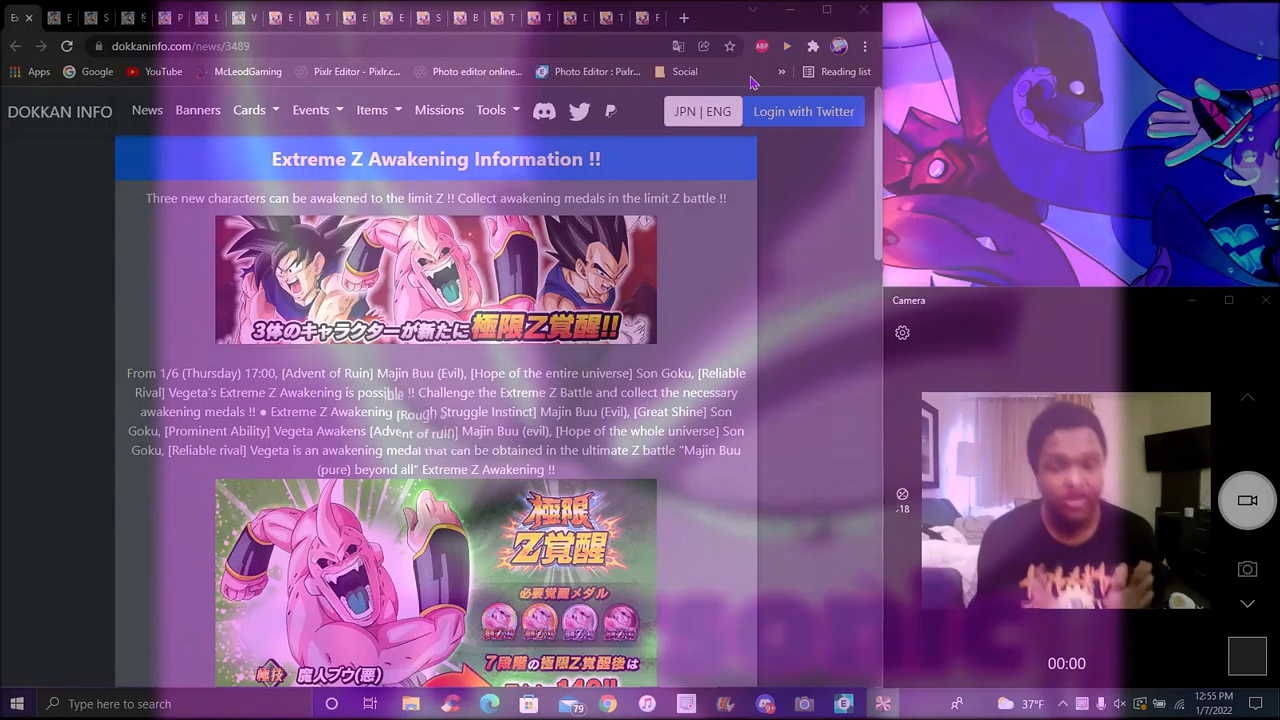 E
E
S
P
L
V
E
T
E
E
S
B
T
T
T
F
dokkaninfo.com/news/3489
ABP
Apps
Google
YouTube
McLeodGaming
Pixlr Editor - Pixlr.c...
Photo editor online...
Photo Editor : Pixlr...
Social
»
Reading list
DOKKAN INFO
News
Banners
Cards
Events
Items
Missions
Tools
JPN | ENG
Login with Twitter
Extreme Z Awakening Information !!
Three new characters can be awakened to the limit Z !! Collect awakening medals in the limit Z battle !!
3体のキャラクターが新たに極限Z覚醒!!
From 1/6 (Thursday) 17:00, [Advent of Ruin] Majin Buu (Evil), [Hope of the entire universe] Son Goku, [Reliable
Rival] Vegeta's Extreme Z Awakening is possible !! Challenge the Extreme Z Battle and collect the necessary
awakening medals !! ● Extreme Z Awakening [Rough Struggle Instinct] Majin Buu (Evil), [Great Shine] Son
Goku, [Prominent Ability] Vegeta Awakens [Advent of ruin] Majin Buu (evil), [Hope of the whole universe] Son
Goku, [Reliable rival] Vegeta is an awakening medal that can be obtained in the ultimate Z battle "Majin Buu
(pure) beyond all" Extreme Z Awakening !!
極限
Z覚醒
必要覚醒メダル
7段階の極限Z覚醒後は
極技 魔人ブウ(悪)
Camera
-18
00:00
Type here to search
79
37°F
12:55 PM
1/7/2022